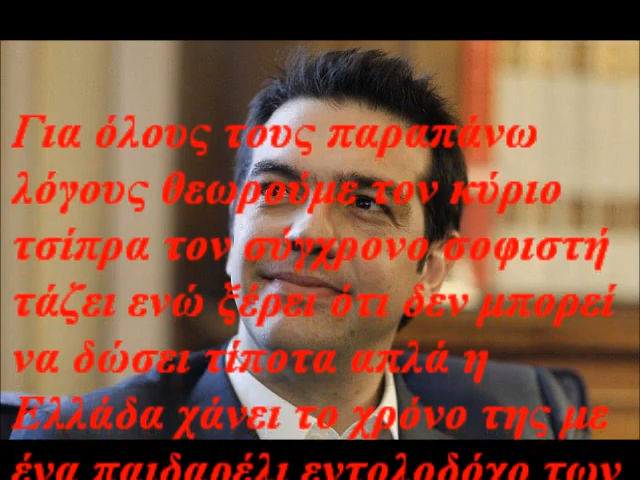 Για όλους τους παραπάνω
λόγους θεωρούμε τον κύριο
τσίπρα τον σύγχρονο σοφιστή
τάζει ενώ ξέρει ότι δεν μπορεί
να δώσει τίποτα απλά η
Ελλάδα χάνει το χρόνο της με
ένα παιδαρέλι εντολοδόχο των